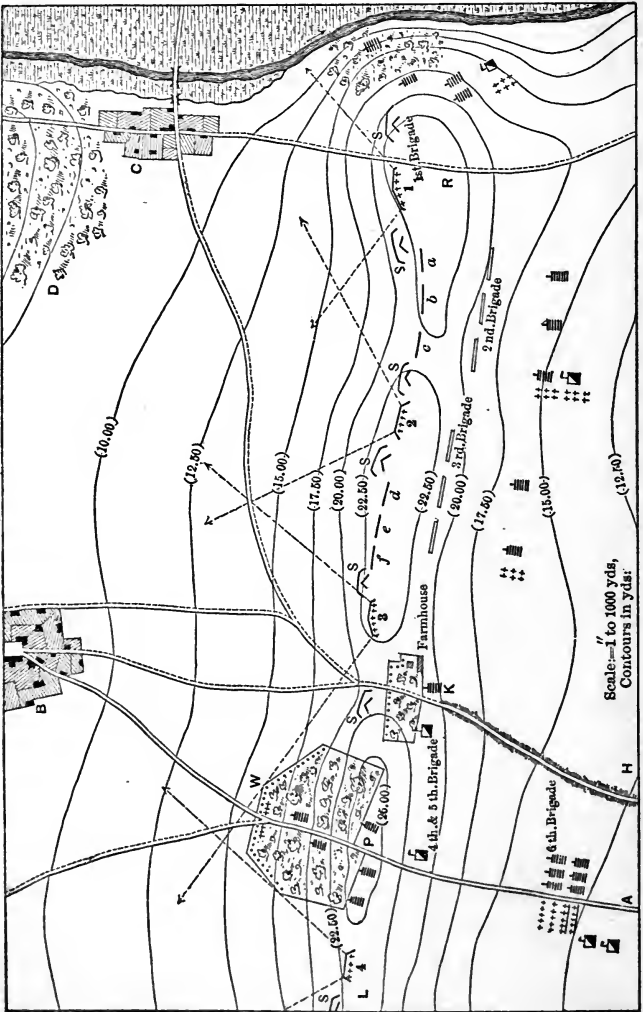 C
D
B
(10.00)
(12.50)
(15.00)
(17.50)
(20.00)
(22.50)
S
1
1st. Brigade
R
S
a
b
c
S
2
S
d
e
f
S
3
2nd. Brigade
3rd. Brigade
(22.50)
(20.00)
(17.50)
(15.00)
(12.50)
Farmhouse
S
K
H
W
P
(25.00)
(22.50)
4
L
S
4th. & 5th. Brigade
6th. Brigade
A
Scale:=1" to 1000 yds,
Contours in yds: